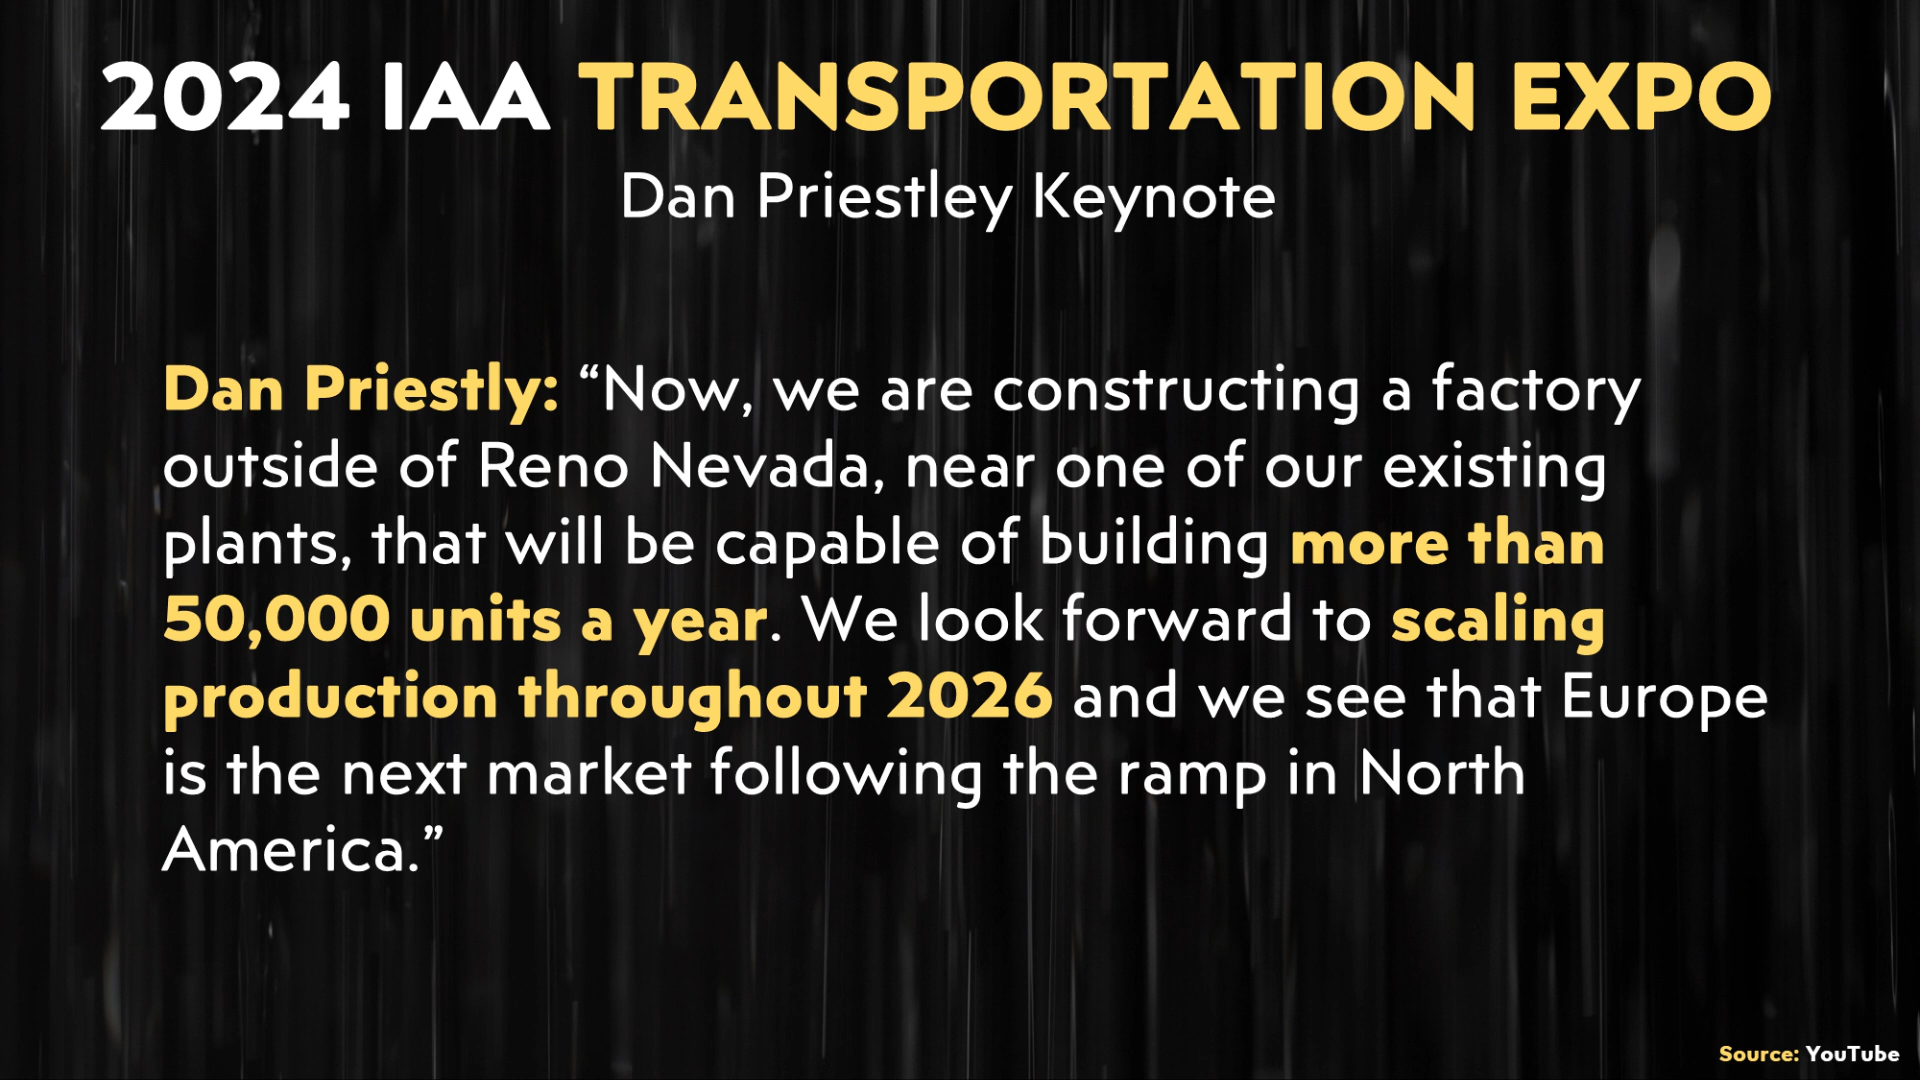 2024 IAA TRANSPORTATION EXPO
Dan Priestley Keynote
Dan Priestly: “Now, we are constructing a factory
outside of Reno Nevada, near one of our existing
plants, that will be capable of building more than
50,000 units a year. We look forward to scaling
production throughout 2026 and we see that Europe
is the next market following the ramp in North
America.”
Source: YouTube